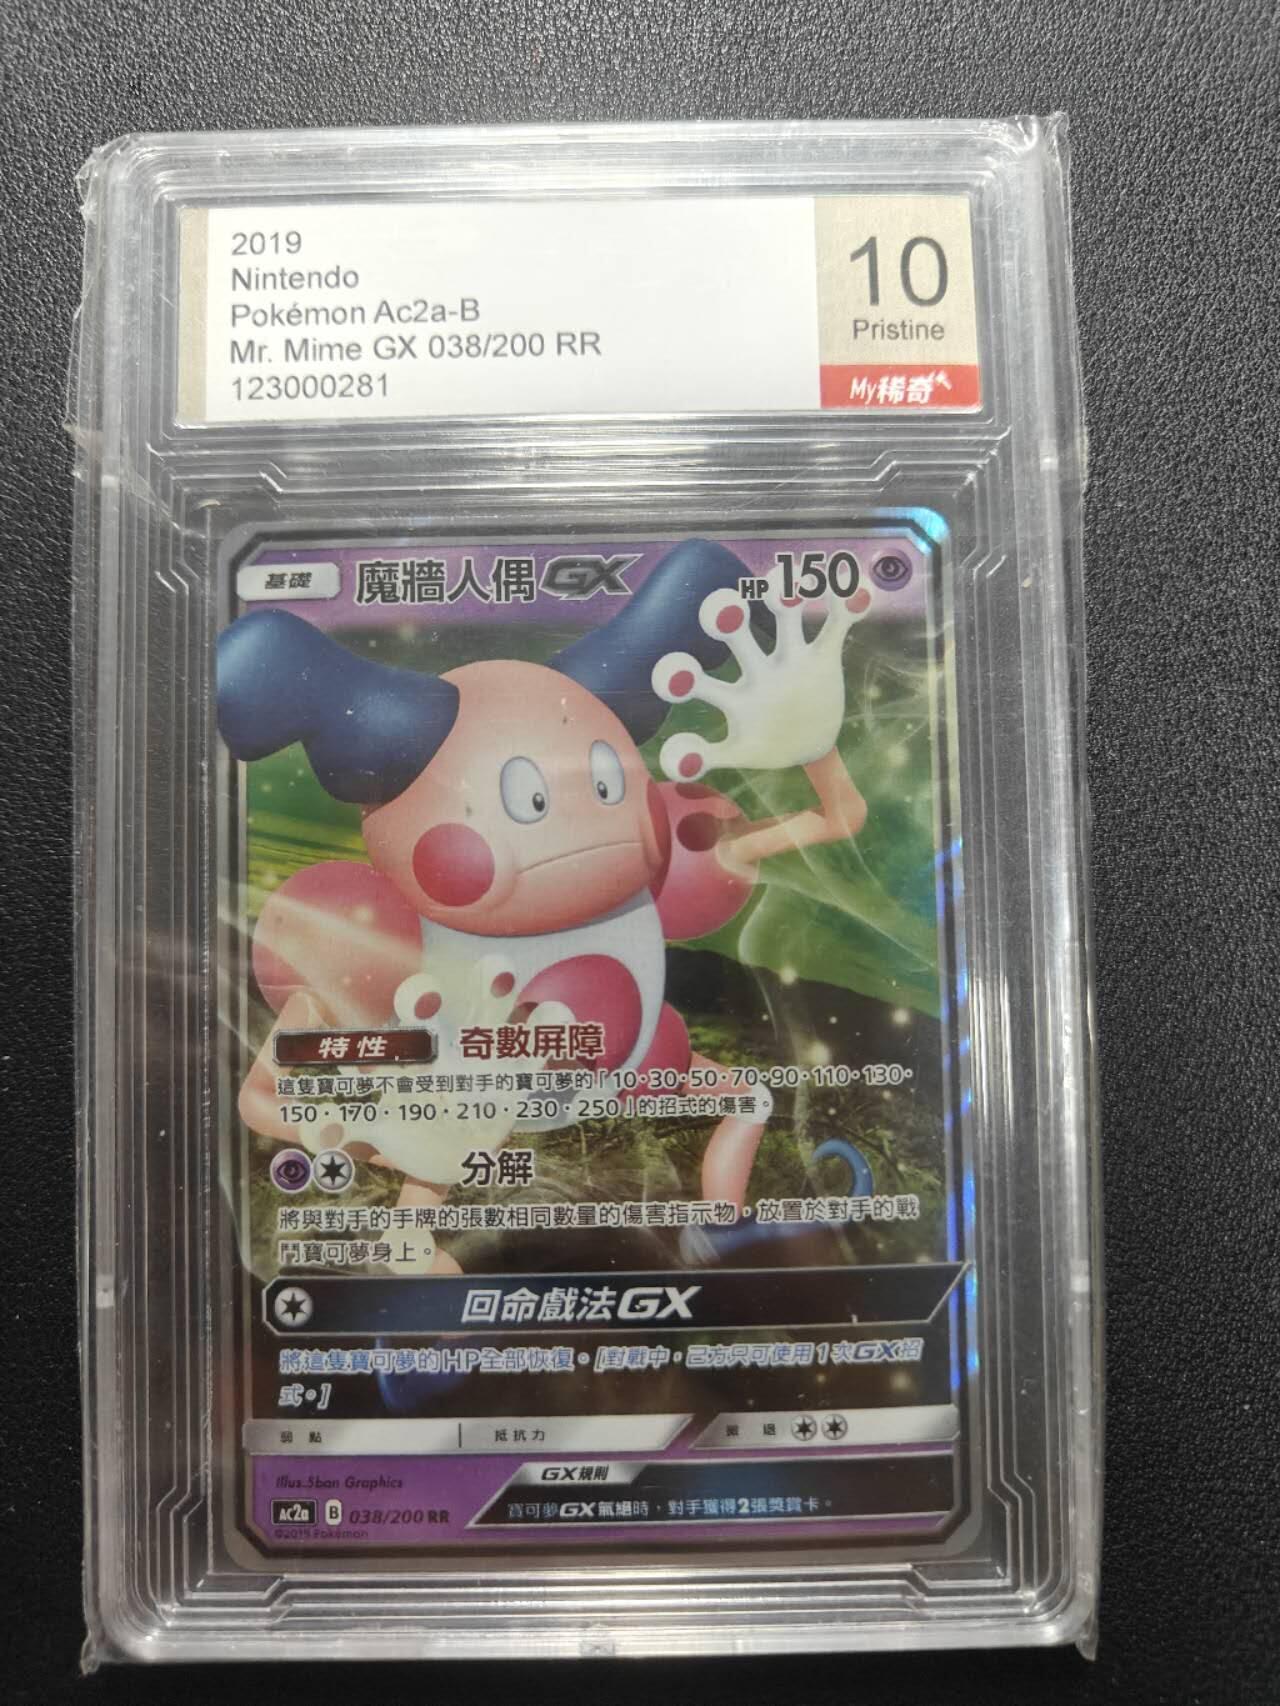 2019
Nintendo
Pokémon Ac2a-B
Mr. Mime GX 038/200 RR
123000281
10
Pristine
My稀奇
基礎
魔牆人偶GX
HP 150
特性
奇數屏障
這隻寶可夢不會受到對手的寶可夢的「10·30·50·70·90·110·130·
150·170·190·210·230·250」的招式的傷害。
分解
將與對手的手牌的張數相同數量的傷害指示物,放置於對手的戰
鬥寶可夢身上。
回命戲法GX
將這隻寶可夢的HP全部恢復。[對戰中,己方只可使用1次GX招
式。]
弱點
抵抗力
撤退
Illus.5ban Graphics
GX規則
寶可夢GX氣絕時,對手獲得2張獎賞卡。
AC2a B 038/200 RR
©2019 Pokémon